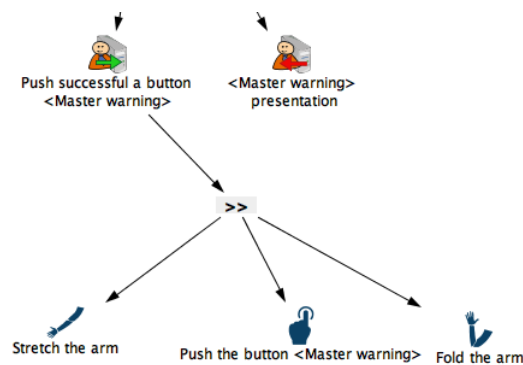 Push successful a button
<Master warning>
<Master warning>
presentation
>>
Stretch the arm
Push the button <Master warning>
Fold the arm